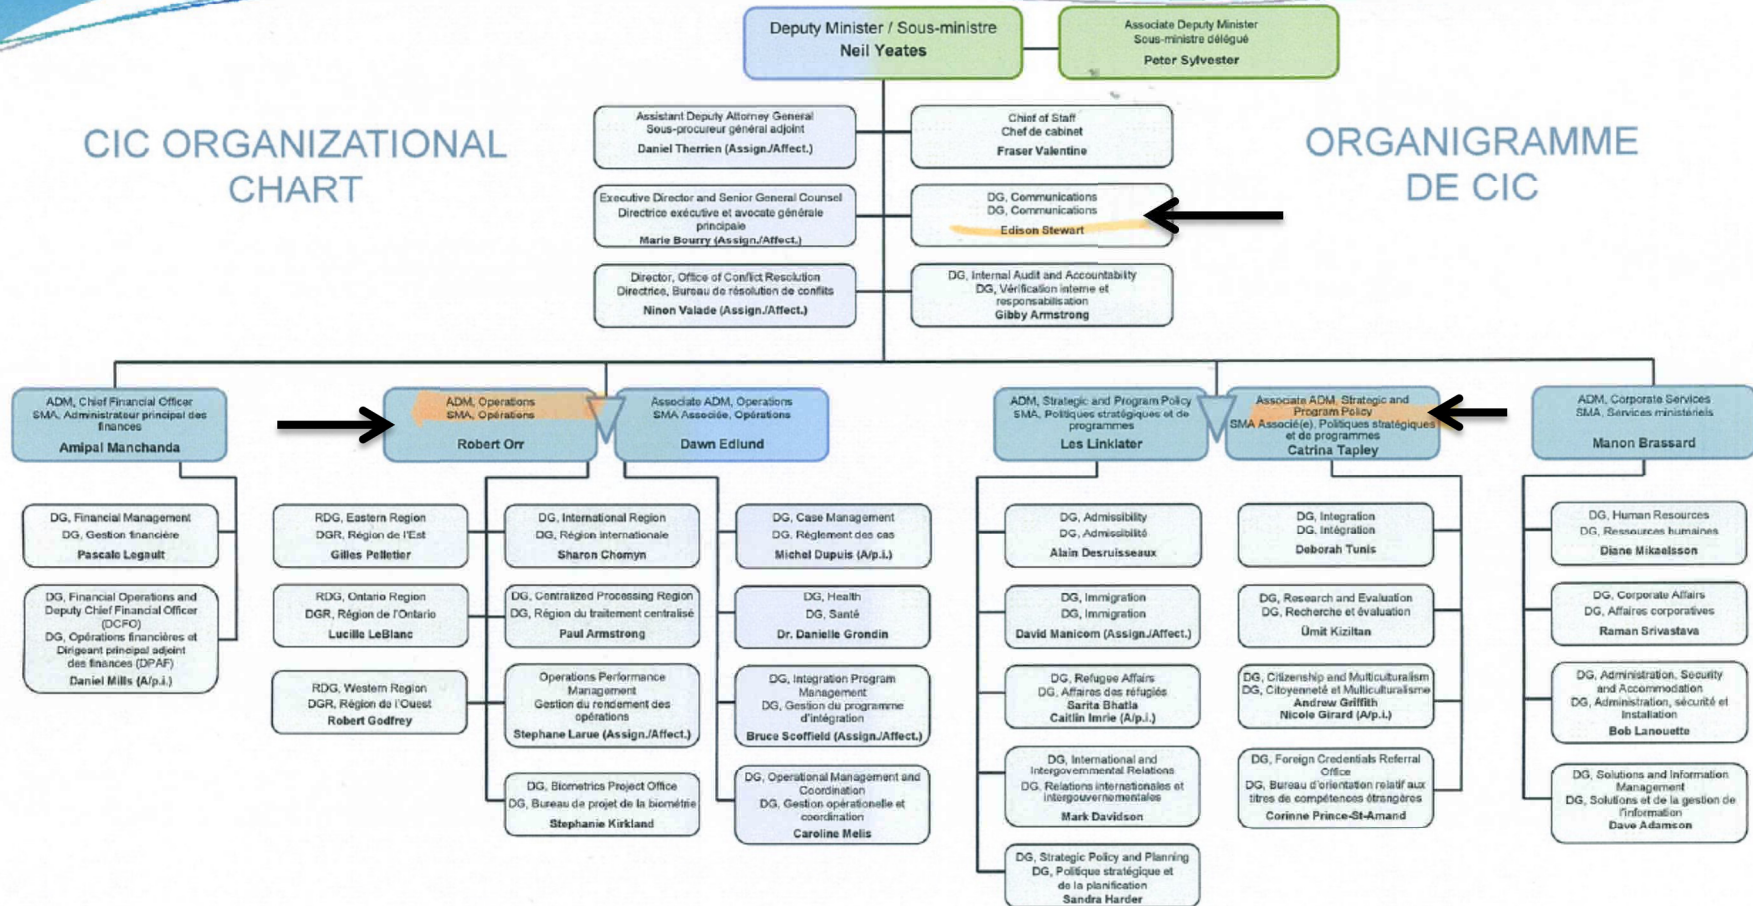 Deputy Minister / Sous-ministre
Neil Yeates
Associate Deputy Minister
Sous-ministre délégué
Peter Sylvester
CIC ORGANIZATIONAL
CHART
ORGANIGRAMME
DE CIC
Assistant Deputy Attorney General
Sous-procureur général adjoint
Daniel Therrien (Assign./Affect.)
Chief of Staff
Chef de cabinet
Fraser Valentine
Executive Director and Senior General Counsel
Directrice exécutive et avocate générale
principale
Marie Bourry (Assign./Affect.)
DG, Communications
DG, Communications
Edison Stewart
Director, Office of Conflict Resolution
Directrice, Bureau de résolution de conflits
Ninon Valade (Assign./Affect.)
DG, Internal Audit and Accountability
DG, Vérification interne et
responsabilisation
Gibby Armstrong
ADM, Chief Financial Officer
SMA, Administrateur principal des
finances
Amipal Manchanda
ADM, Operations
SMA, Opérations
Robert Orr
Associate ADM, Operations
SMA Associée, Opérations
Dawn Edlund
ADM, Strategic and Program Policy
SMA, Politiques stratégiques et de
programmes
Les Linklater
Associate ADM, Strategic and
Program Policy
SMA Associé(e), Politiques stratégiques
et de programmes
Catrina Tapley
ADM, Corporate Services
SMA, Services ministériels
Manon Brassard
DG, Financial Management
DG, Gestion financière
Pascale Legault
DG, Financial Operations and
Deputy Chief Financial Officer
(DCFO)
DG, Opérations financières et
Dirigeant principal adjoint
des finances (DPAF)
Daniel Mills (A/p.i.)
RDG, Eastern Region
DGR, Région de l'Est
Gilles Pelletier
RDG, Ontario Region
DGR, Région de l'Ontario
Lucille LeBlanc
RDG, Western Region
DGR, Région de l'Ouest
Robert Godfrey
DG, International Region
DG, Région internationale
Sharon Chomyn
DG, Centralized Processing Region
DG, Région du traitement centralisé
Paul Armstrong
Operations Performance
Management
Gestion du rendement des
opérations
Stephane Larue (Assign./Affect.)
DG, Biometrics Project Office
DG, Bureau de projet de la biométrie
Stephanie Kirkland
DG, Case Management
DG, Règlement des cas
Michel Dupuis (A/p.i.)
DG, Health
DG, Santé
Dr. Danielle Grondin
DG, Integration Program
Management
DG, Gestion du programme
d'intégration
Bruce Scoffield (Assign./Affect.)
DG, Operational Management and
Coordination
DG, Gestion opérationelle et
coordination
Caroline Melis
DG, Admissibility
DG, Admissibilité
Alain Desruisseaux
DG, Immigration
DG, Immigration
David Manicom (Assign./Affect.)
DG, Refugee Affairs
DG, Affaires des réfugiés
Sarita Bhatla
Caitlin Imrie (A/p.i.)
DG, International and
Intergovernmental Relations
DG, Relations internationales et
intergouvernementales
Mark Davidson
DG, Strategic Policy and Planning
DG, Politique stratégique et
de la planification
Sandra Harder
DG, Integration
DG, Intégration
Deborah Tunis
DG, Research and Evaluation
DG, Recherche et évaluation
Ümit Kiziltan
DG, Citizenship and Multiculturalism
DG, Citoyenneté et Multiculturalisme
Andrew Griffith
Nicole Girard (A/p.i.)
DG, Foreign Credentials Referral
Office
DG, Bureau d'orientation relatif aux
titres de compétences étrangères
Corinne Prince-St-Amand
DG, Human Resources
DG, Ressources humaines
Diane Mikaelsson
DG, Corporate Affairs
DG, Affaires corporatives
Raman Srivastava
DG, Administration, Security
and Accommodation
DG, Administration, sécurité et
Installation
Bob Lanouette
DG, Solutions and Information
Management
DG, Solutions et de la gestion de
l'information
Dave Adamson